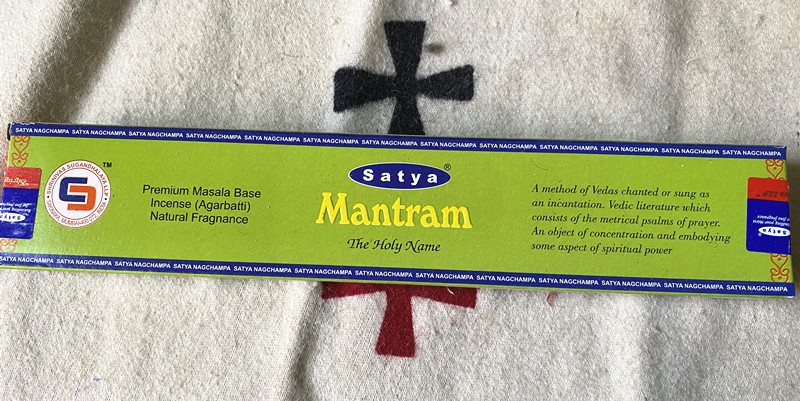 SATYA NAGCHAMPA SATYA NAGCHAMPA SATYA NAGCHAMPA SATYA NAGCHAMPA SATYA NAGCHAMPA SATYA NAGCHAMPA SATYA NAGCHAMPA SATYA NAGCHAMPA SATYA NAGCHAMPA SATYA NAGCHAMPA SATYA NAGCHAMPA SATYA NAGCHAMPA SATYA NAGCHAMPA
SHRINIVAS SUGANDHALAYA LLP
TM
Premium Masala Base
Incense (Agarbatti)
Natural Fragnance
Satya®
Mantram
The Holy Name
A method of Vedas chanted or sung as
an incantation. Vedic literature which
consists of the metrical psalms of prayer.
An object of concentration and embodying
some aspect of spiritual power
Satya
SATYA NAGCHAMPA SATYA NAGCHAMPA SATYA NAGCHAMPA SATYA NAGCHAMPA SATYA NAGCHAMPA SATYA NAGCHAMPA SATYA NAGCHAMPA SATYA NAGCHAMPA SATYA NAGCHAMPA SATYA NAGCHAMPA SATYA NAGCHAMPA SATYA NAGCHAMPA SATYA NAGCHAMPA